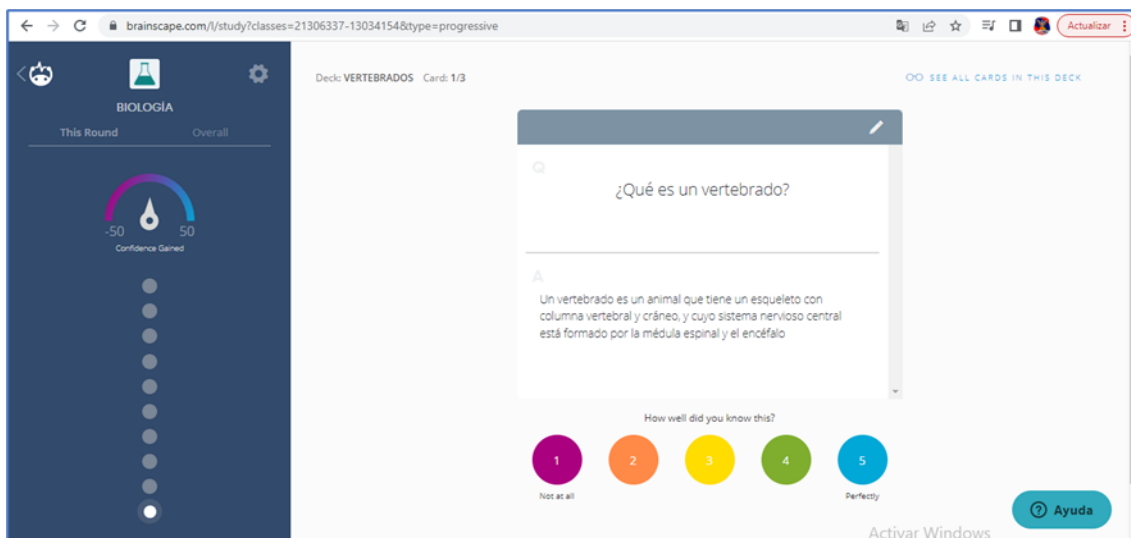 brainscape.com/l/study?classes=21306337-13034154&type=progressive
Actualizar
BIOLOGÍA
This Round Overall
-50 50
Confidence Gained
Deck: VERTEBRADOS Card: 1/3
SEE ALL CARDS IN THIS DECK
Q
¿Qué es un vertebrado?
A
Un vertebrado es un animal que tiene un esqueleto con
columna vertebral y cráneo, y cuyo sistema nervioso central
está formado por la médula espinal y el encéfalo
How well did you know this?
1 2 3 4 5
Not at all Perfectly
Ayuda
Activar Windows